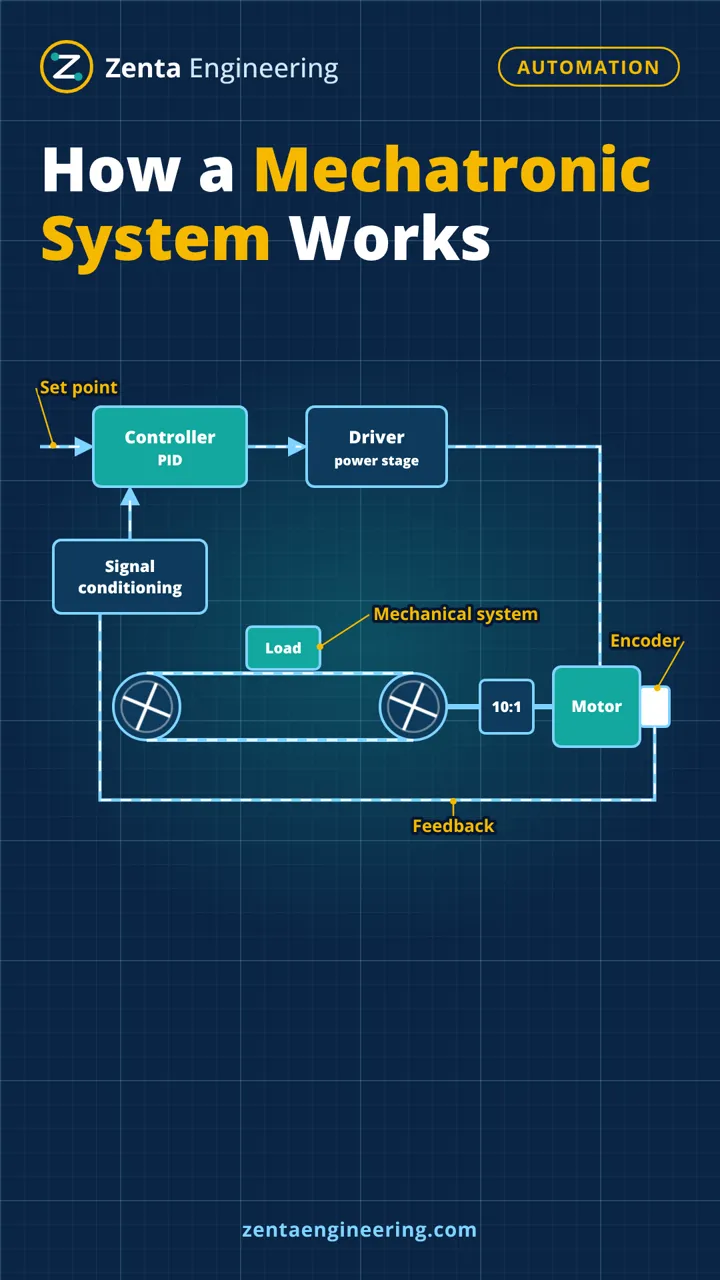 Zenta Engineering
AUTOMATION
How a Mechatronic
System Works
Set point
Controller
PID
Driver
power stage
Signal
conditioning
Mechanical system
Load
Encoder
10:1
Motor
Feedback
zentaengineering.com